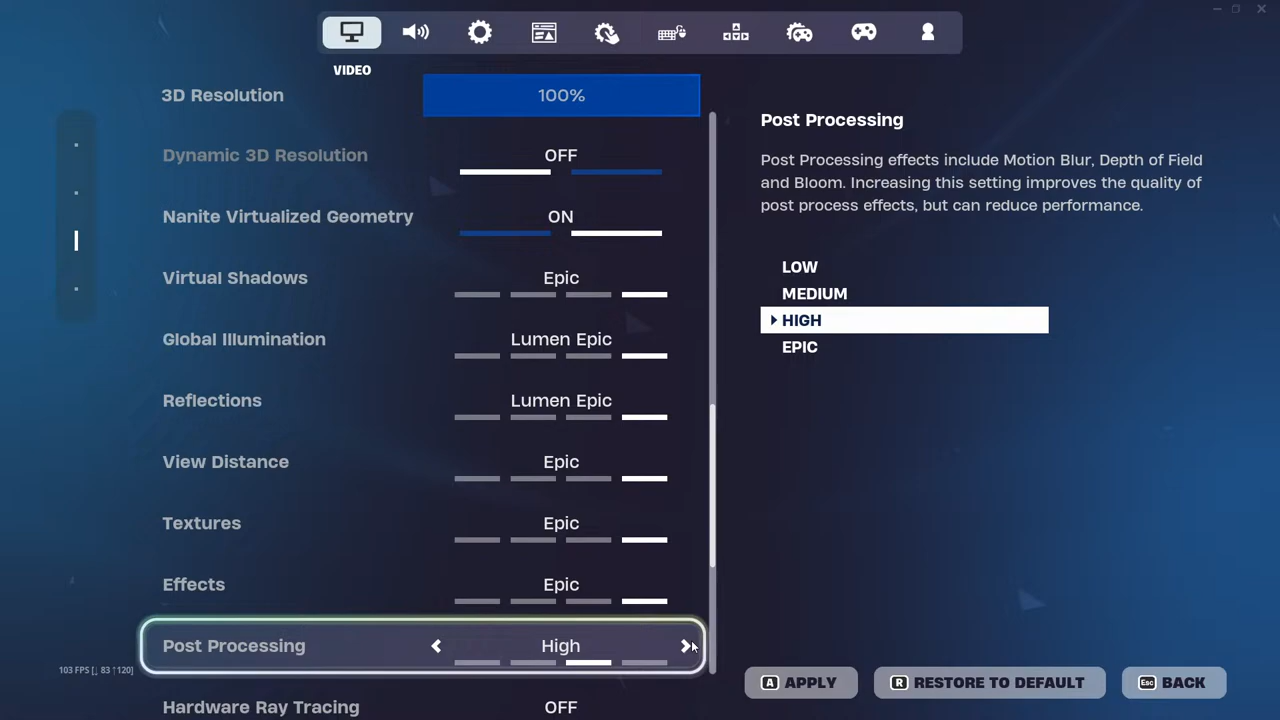 VIDEO
3D Resolution 100%
Dynamic 3D Resolution OFF
Nanite Virtualized Geometry ON
Virtual Shadows Epic
Global Illumination Lumen Epic
Reflections Lumen Epic
View Distance Epic
Textures Epic
Effects Epic
Post Processing High
Hardware Ray Tracing OFF
103 FPS [↓ 83 ↑120]
Post Processing
Post Processing effects include Motion Blur, Depth of Field
and Bloom. Increasing this setting improves the quality of
post process effects, but can reduce performance.
LOW
MEDIUM
HIGH
EPIC
A APPLY
R RESTORE TO DEFAULT
Esc BACK